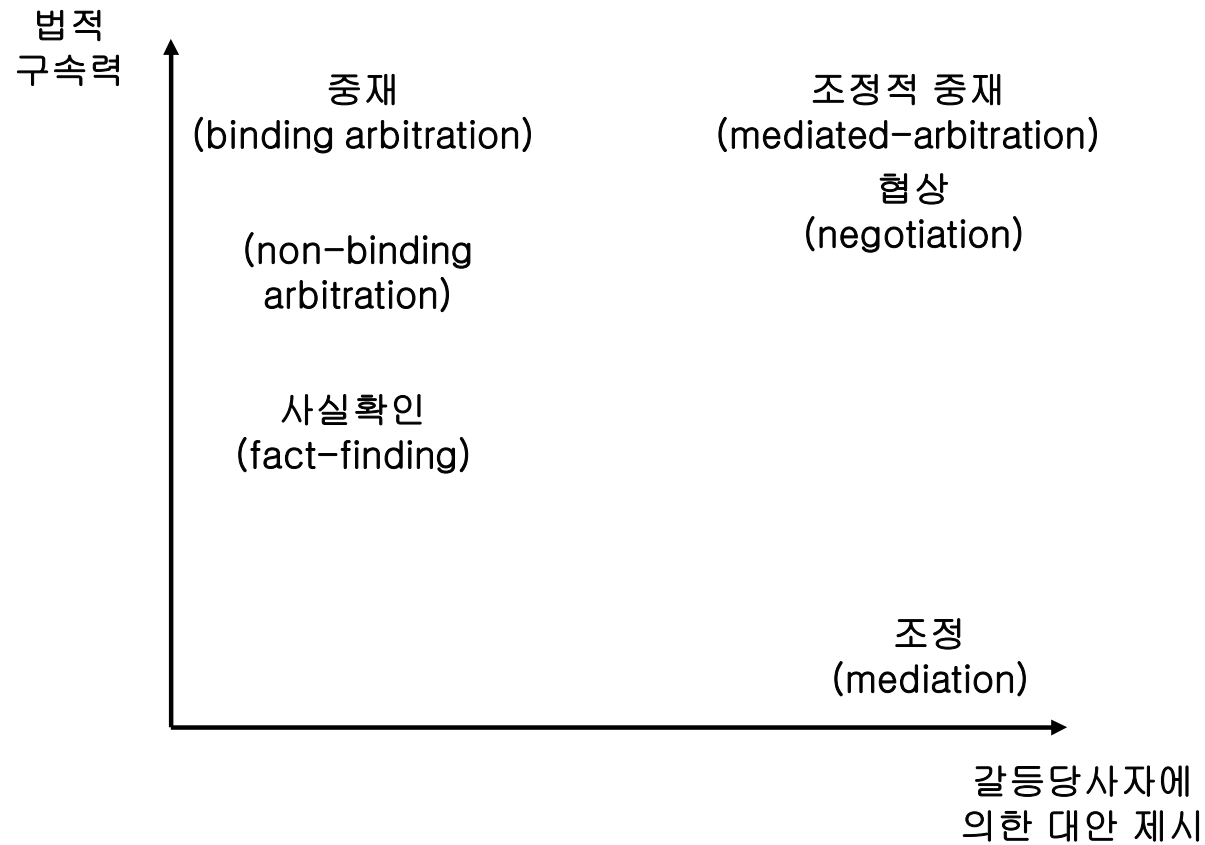 법적
구속력
중재
(binding arbitration)
조정적 중재
(mediated-arbitration)
협상
(negotiation)
(non-binding
arbitration)
사실확인
(fact-finding)
조정
(mediation)
갈등당사자에
의한 대안 제시